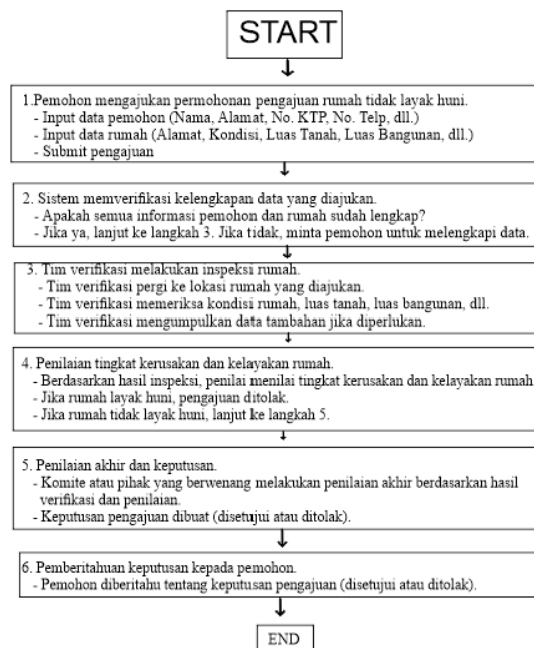 START
1.Pemohon mengajukan permohonan pengajuan rumah tidak layak huni.
- Input data pemohon (Nama, Alamat, No. KTP, No. Telp, dll.)
- Input data rumah (Alamat, Kondisi, Luas Tanah, Luas Bangunan, dll.)
- Submit pengajuan
2. Sistem memverifikasi kelengkapan data yang diajukan.
- Apakah semua informasi pemohon dan rumah sudah lengkap?
- Jika ya, lanjut ke langkah 3. Jika tidak, minta pemohon untuk melengkapi data.
3. Tim verifikasi melakukan inspeksi rumah.
- Tim verifikasi pergi ke lokasi rumah yang diajukan.
- Tim verifikasi memeriksa kondisi rumah, luas tanah, luas bangunan, dll.
- Tim verifikasi mengumpulkan data tambahan jika diperlukan.
4. Penilaian tingkat kerusakan dan kelayakan rumah.
- Berdasarkan hasil inspeksi, penilai menilai tingkat kerusakan dan kelayakan rumah.
- Jika rumah layak huni, pengajuan ditolak.
- Jika rumah tidak layak huni, lanjut ke langkah 5.
5. Penilaian akhir dan keputusan.
- Komite atau pihak yang berwenang melakukan penilaian akhir berdasarkan hasil
verifikasi dan penilaian.
- Keputusan pengajuan dibuat (disetujui atau ditolak).
6. Pemberitahuan keputusan kepada pemohon.
- Pemohon diberitahu tentang keputusan pengajuan (disetujui atau ditolak).
END